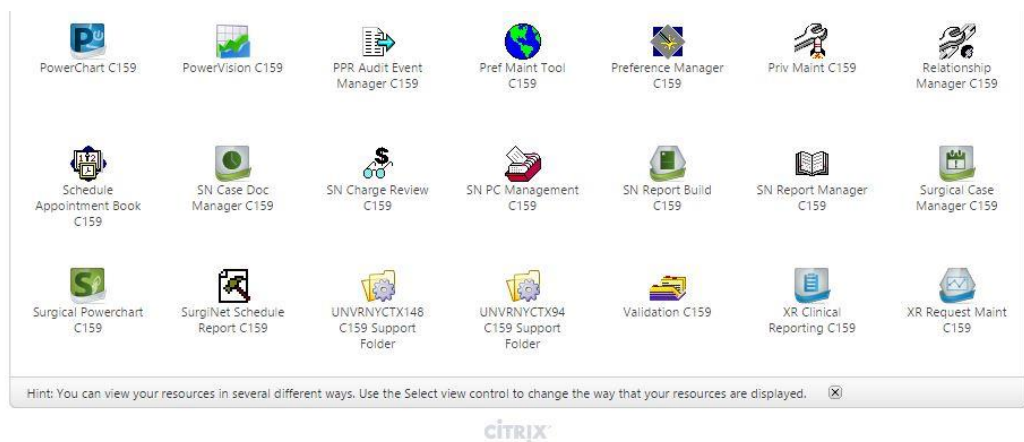 PowerChart C159
PowerVision C159
PPR Audit Event
Manager C159
Pref Maint Tool
C159
Preference Manager
C159
Priv Maint C159
Relationship
Manager C159
Schedule
Appointment Book
C159
SN Case Doc
Manager C159
SN Charge Review
C159
SN PC Management
C159
SN Report Build
C159
SN Report Manager
C159
Surgical Case
Manager C159
Surgical Powerchart
C159
SurgiNet Schedule
Report C159
UNVRNYCTX148
C159 Support
Folder
UNVRNYCTX94
C159 Support
Folder
Validation C159
XR Clinical
Reporting C159
XR Request Maint
C159
Hint: You can view your resources in several different ways. Use the Select view control to change the way that your resources are displayed.
CİTRIX